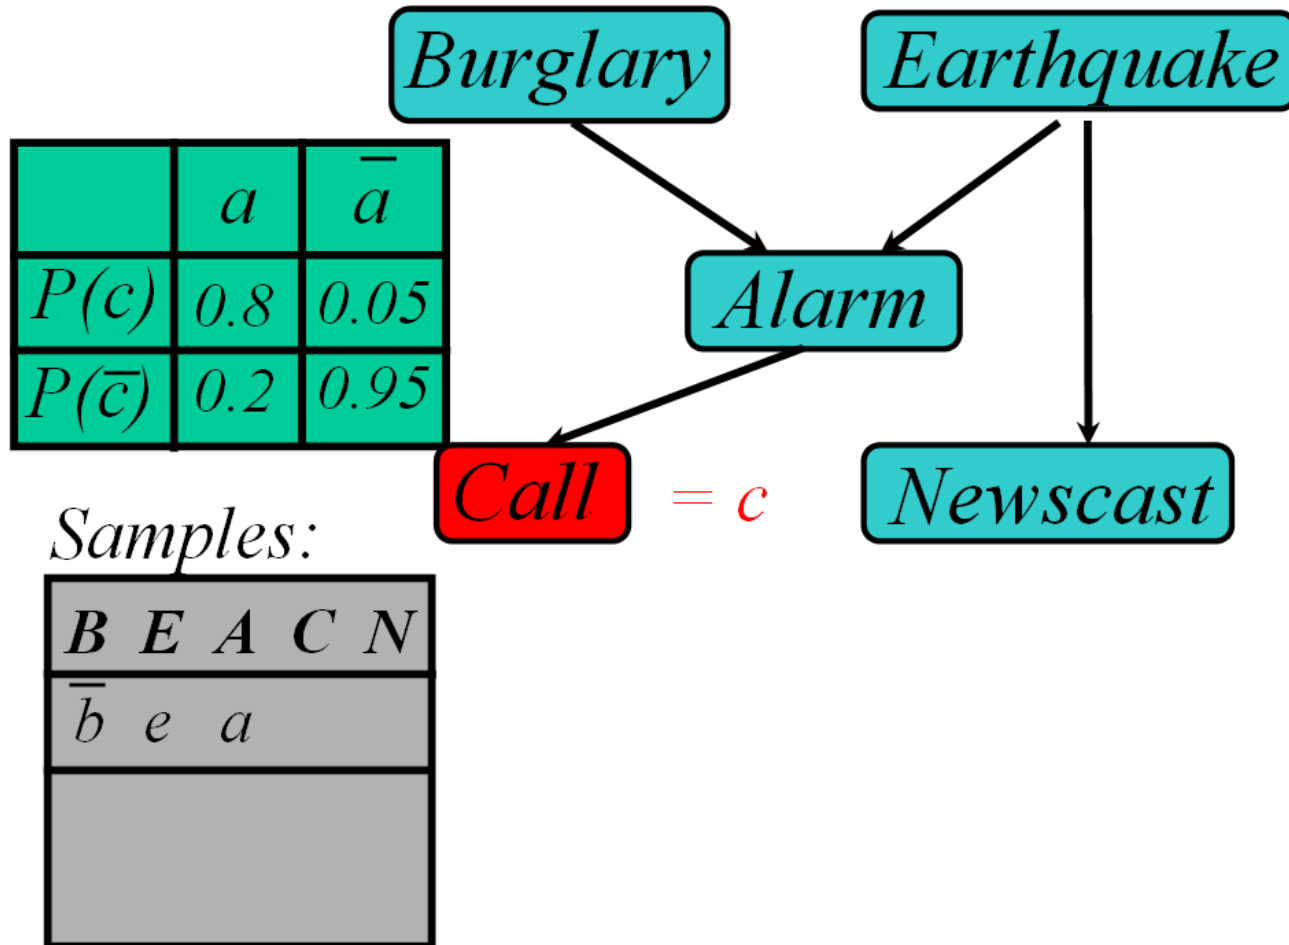 Burglary Earthquake
a a̅
P(c) 0.8 0.05
P(c̅) 0.2 0.95
Alarm
Call = c Newscast
Samples:
B E A C N
b̅ e a